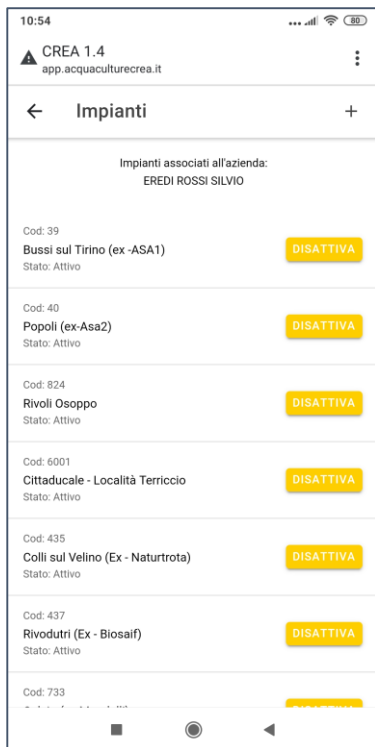 10:54
80
CREA 1.4
app.acquaculturecrea.it
Impianti
Impianti associati all'azienda:
EREDI ROSSI SILVIO
Cod: 39
Bussi sul Tirino (ex -ASA1)
Stato: Attivo
DISATTIVA
Cod: 40
Popoli (ex-Asa2)
Stato: Attivo
DISATTIVA
Cod: 824
Rivoli Osoppo
Stato: Attivo
DISATTIVA
Cod: 6001
Cittaducale - Località Terriccio
Stato: Attivo
DISATTIVA
Cod: 435
Colli sul Velino (Ex - Naturtrota)
Stato: Attivo
DISATTIVA
Cod: 437
Rivodutri (Ex - Biosaif)
Stato: Attivo
DISATTIVA
Cod: 733